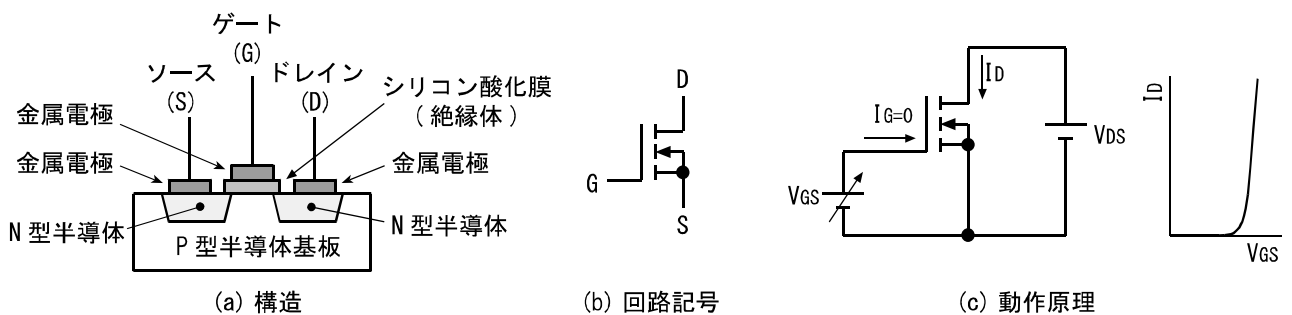 ゲート
(G)
ソース
(S)
ドレイン
(D)
シリコン酸化膜
(絶縁体)
金属電極
金属電極
金属電極
N型半導体
N型半導体
P型半導体基板
(a) 構造
D
G
S
(b) 回路記号
ID
IG=0
VDS
VGS
ID
VGS
(c) 動作原理